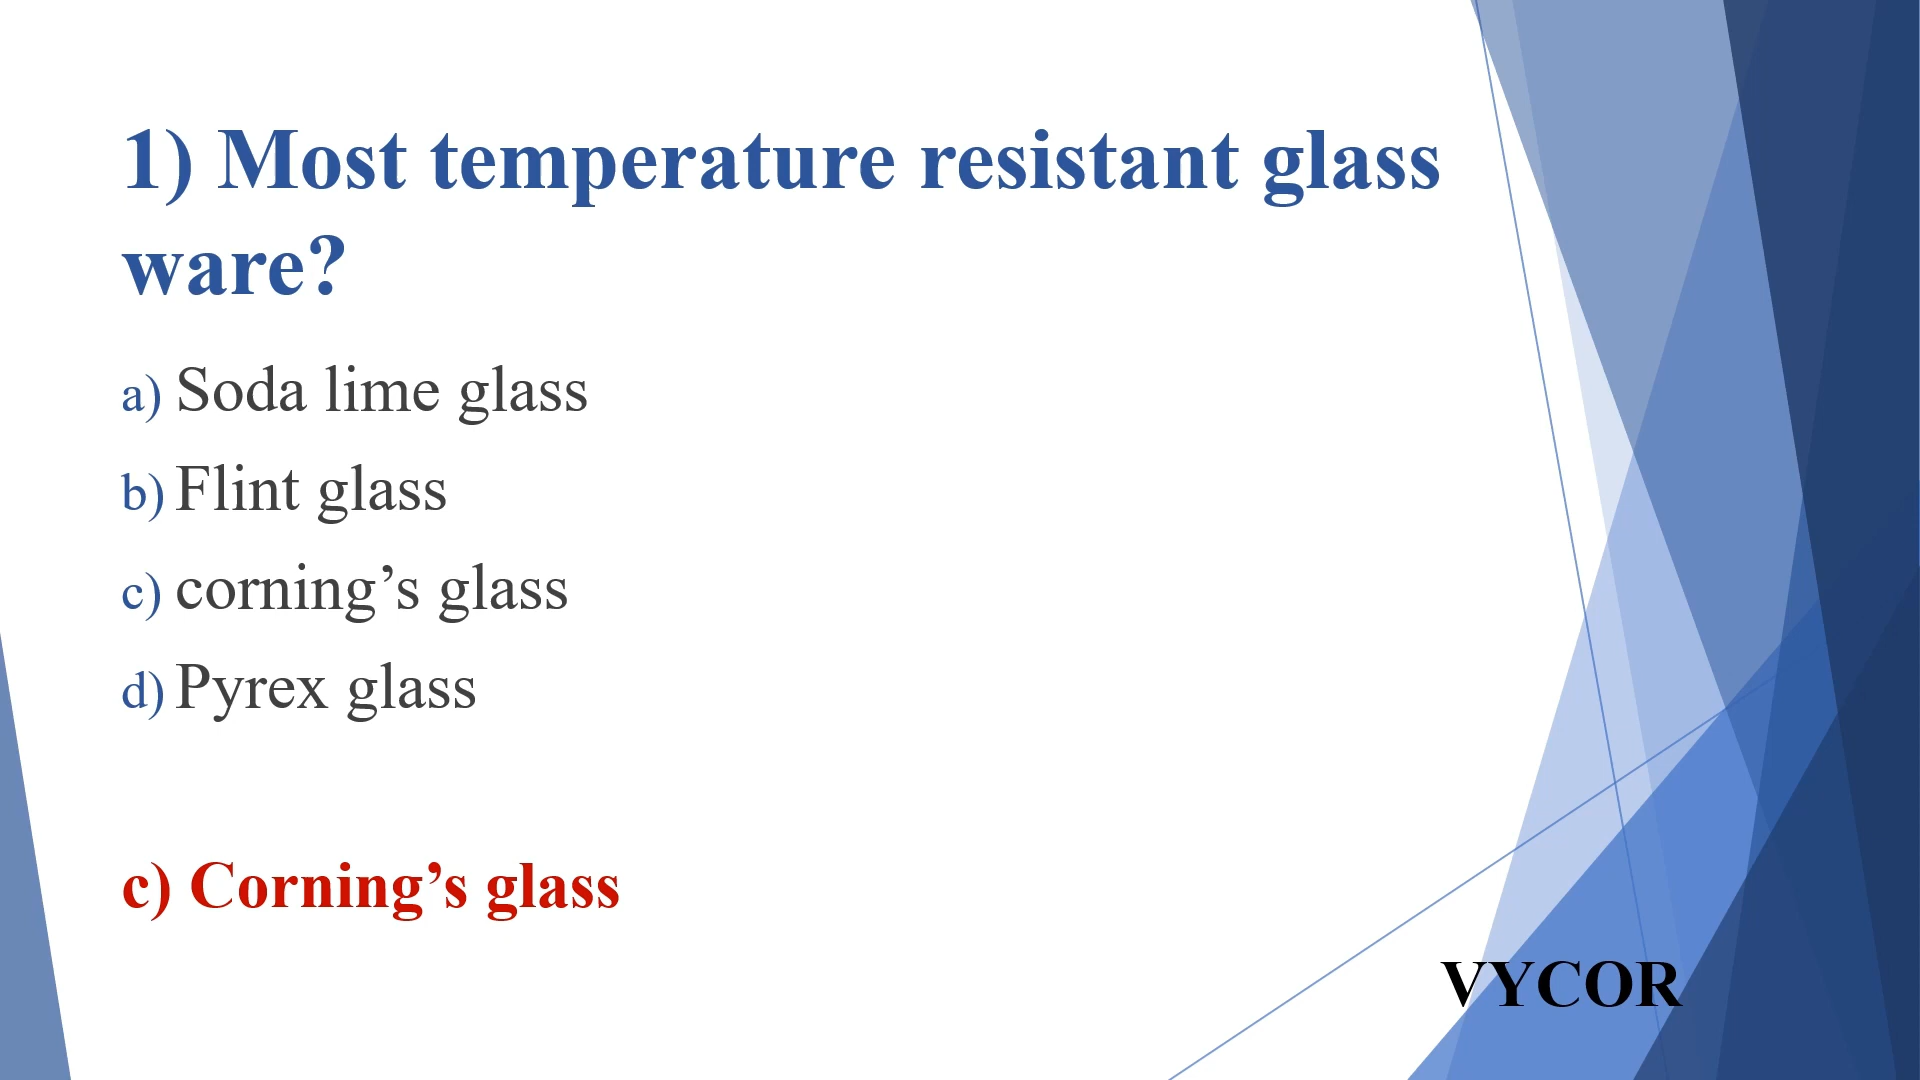 1) Most temperature resistant glass
ware?
a) Soda lime glass
b) Flint glass
c) corning’s glass
d) Pyrex glass
c) Corning’s glass
VYCOR